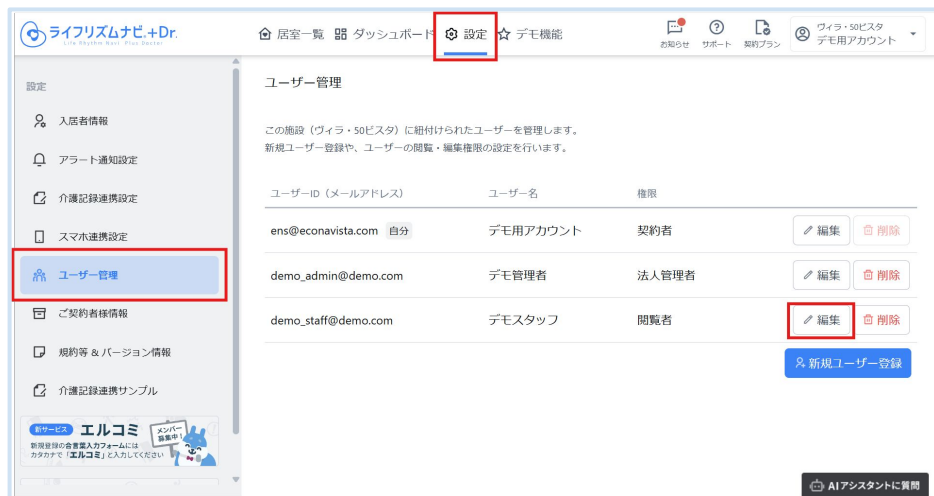 ライフリズムナビ®+Dr.
Life Rhythm Navi Plus Doctor
居室一覧 ダッシュボード 設定 デモ機能
お知らせ サポート 契約プラン
ヴィラ・50ビスタ
デモ用アカウント
設定
入居者情報
アラート通知設定
介護記録連携設定
スマホ連携設定
ユーザー管理
ご契約者様情報
規約等 & バージョン情報
介護記録連携サンプル
新サービス エルコミ メンバー募集中!
新規登録の合言葉入力フォームには
カタカナで「エルコミ」と入力してください
ユーザー管理
この施設(ヴィラ・50ビスタ)に紐付けられたユーザーを管理します。
新規ユーザー登録や、ユーザーの閲覧・編集権限の設定を行います。
ユーザーID(メールアドレス) ユーザー名 権限
ens@econavista.com 自分 デモ用アカウント 契約者 編集 削除
demo_admin@demo.com デモ管理者 法人管理者 編集 削除
demo_staff@demo.com デモスタッフ 閲覧者 編集 削除
新規ユーザー登録
AIアシスタントに質問